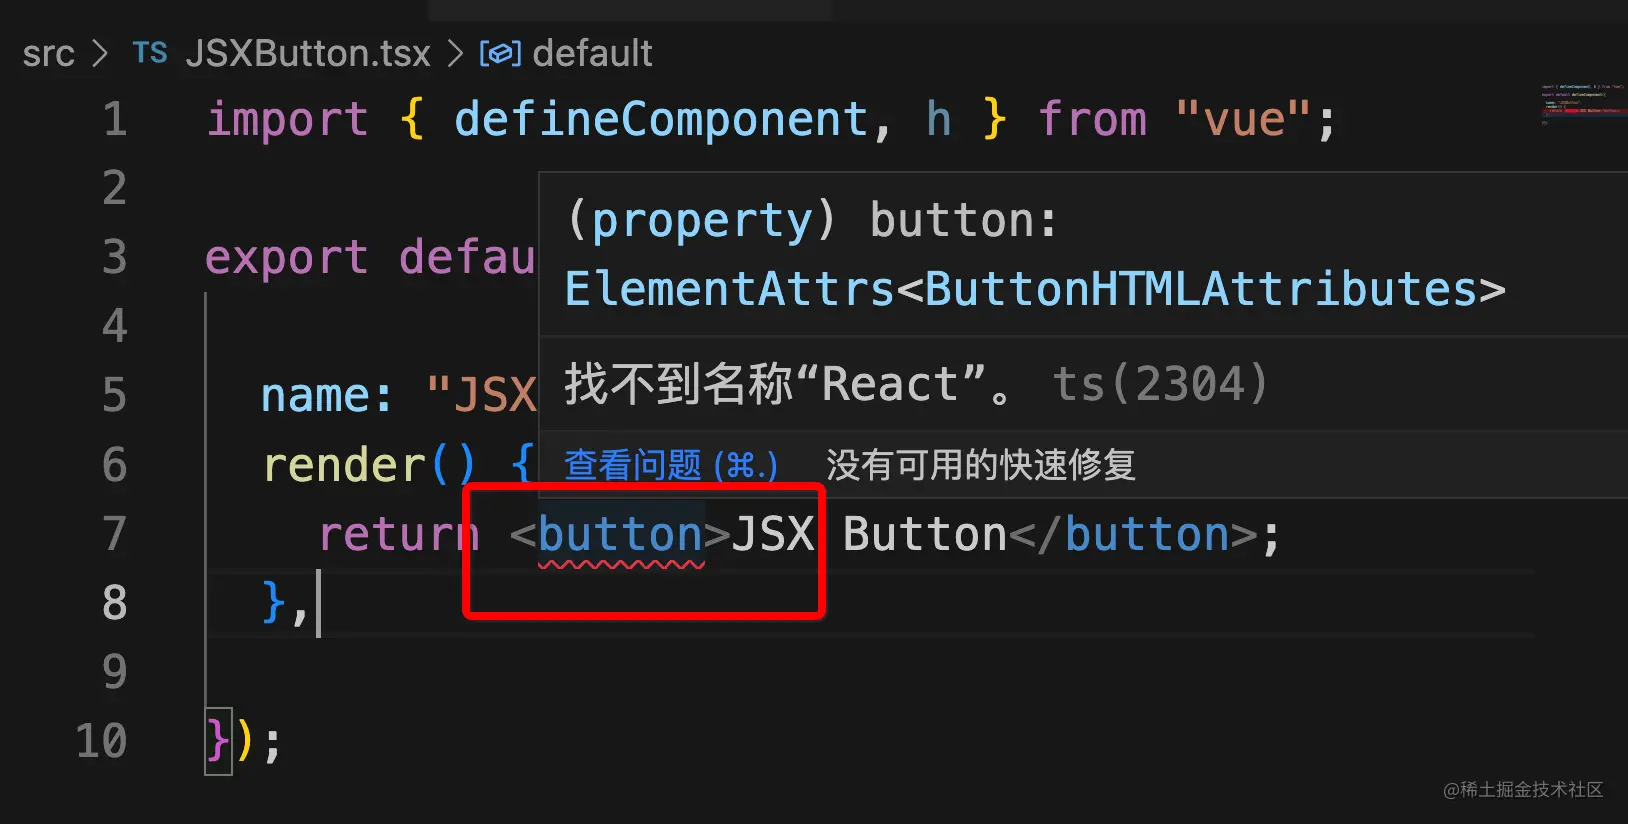 src > TS JSXButton.tsx > default
1 import { defineComponent, h } from "vue";
2
3 export defau
4
5 name: "JSX
6 render() {
7 return <button>JSX Button</button>;
8 },
9
10 });
(property) button:
ElementAttrs<ButtonHTMLAttributes>
找不到名称“React”。 ts(2304)
查看问题 (⌘.) 没有可用的快速修复
@稀土掘金技术社区